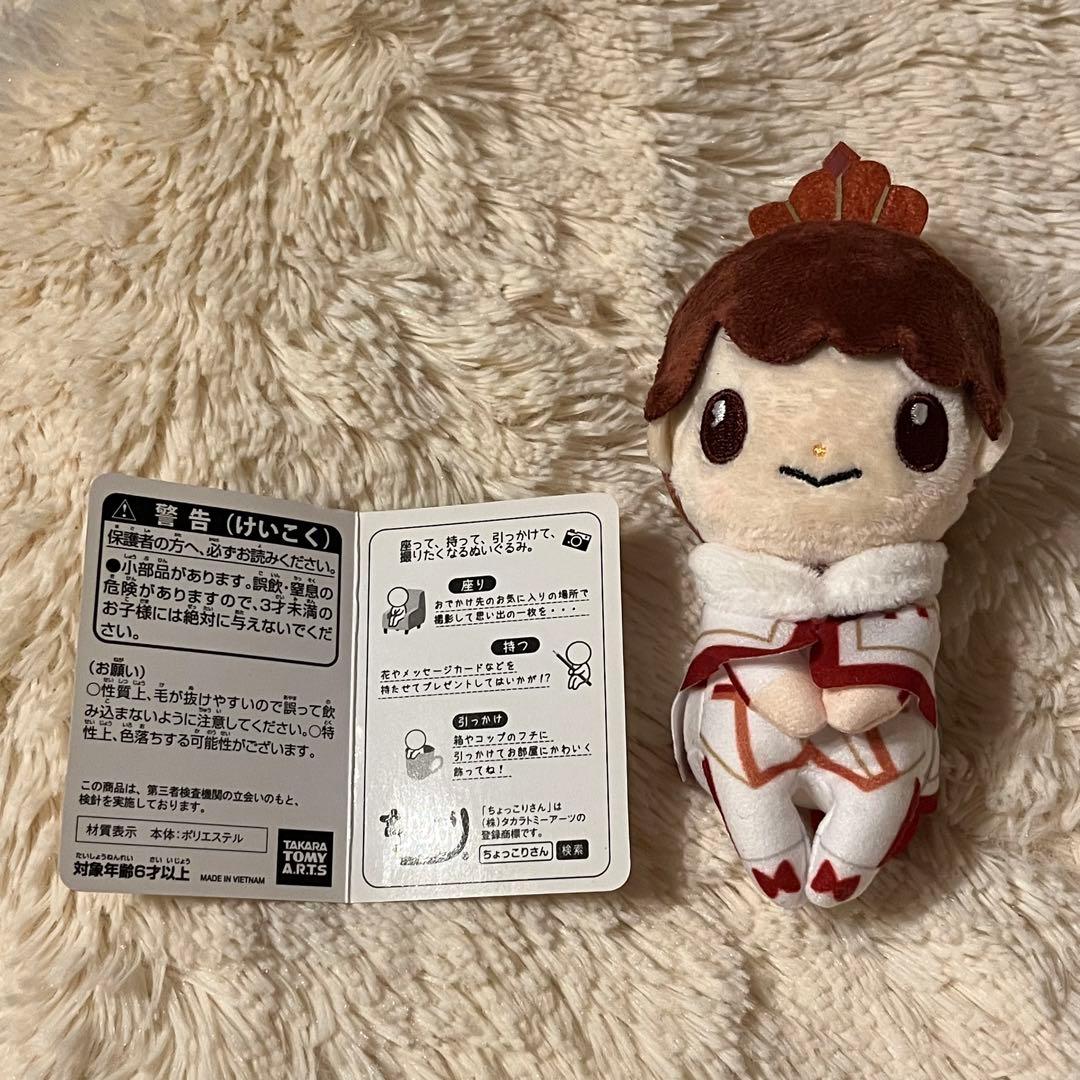 警告(けいこく)
保護者の方へ、必ずお読みください。
●小部品があります。誤飲・窒息の
危険がありますので、3才未満の
お子様には絶対に与えないでくだ
さい。
(お願い)
○性質上、毛が抜けやすいので誤って飲
み込まないように注意してください。○特
性上、色落ちする可能性がございます。
この商品は、第三者検査機関の立会いのもと、
検針を実施しております。
材質表示 本体:ポリエステル
対象年齢6才以上
MADE IN VIETNAM
TAKARA
TOMY
A.R.T.S
座って、持って、引っかけて、
撮りたくなるぬいぐるみ。
座り
おでかけ先のお気に入りの場所で
撮影して思い出の一枚を・・・
持つ
花やメッセージカードなどを
持たせてプレゼントしてはいかが!?
引っかけ
箱やコップのフチに
引っかけてお部屋にかわいく
飾ってね!
「ちょっこりさん」は
(株)タカラトミーアーツの
登録商標です。
ちょっこりさん 検索